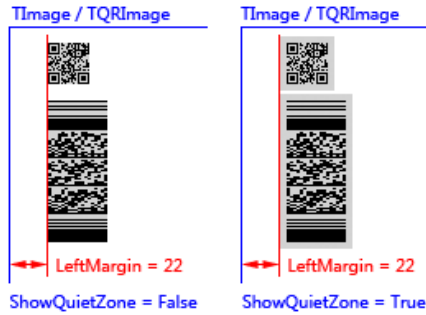 TImage / TQRImage
LeftMargin = 22
ShowQuietZone = False
TImage / TQRImage
LeftMargin = 22
ShowQuietZone = True